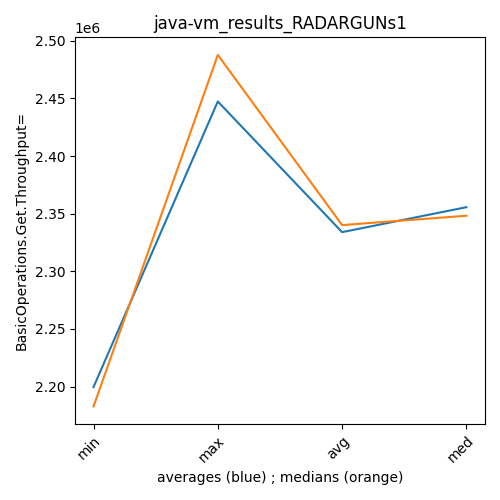 java-vm_results_RADARGUNs1
1e6
2.50
2.45
2.40
2.35
2.30
2.25
2.20
BasicOperations.Get.Throughput=
min
max
avg
med
averages (blue) ; medians (orange)